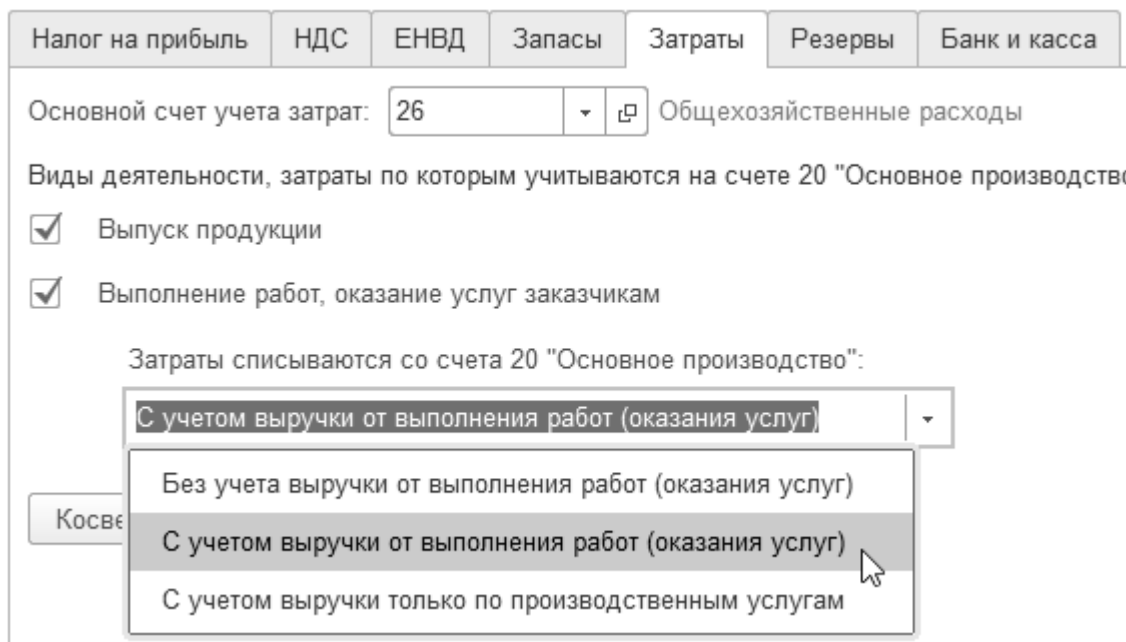 Налог на прибыль НДС ЕНВД Запасы Затраты Резервы Банк и касса
Основной счет учета затрат: 26 Общехозяйственные расходы
Виды деятельности, затраты по которым учитываются на счете 20 "Основное
Выпуск продукции
Выполнение работ, оказание услуг заказчикам
Затраты списываются со счета 20 "Основное производство":
С учетом выручки от выполнения работ (оказания услуг)
Без учета выручки от выполнения работ (оказания услуг)
С учетом выручки от выполнения работ (оказания услуг)
С учетом выручки только по производственным услугам